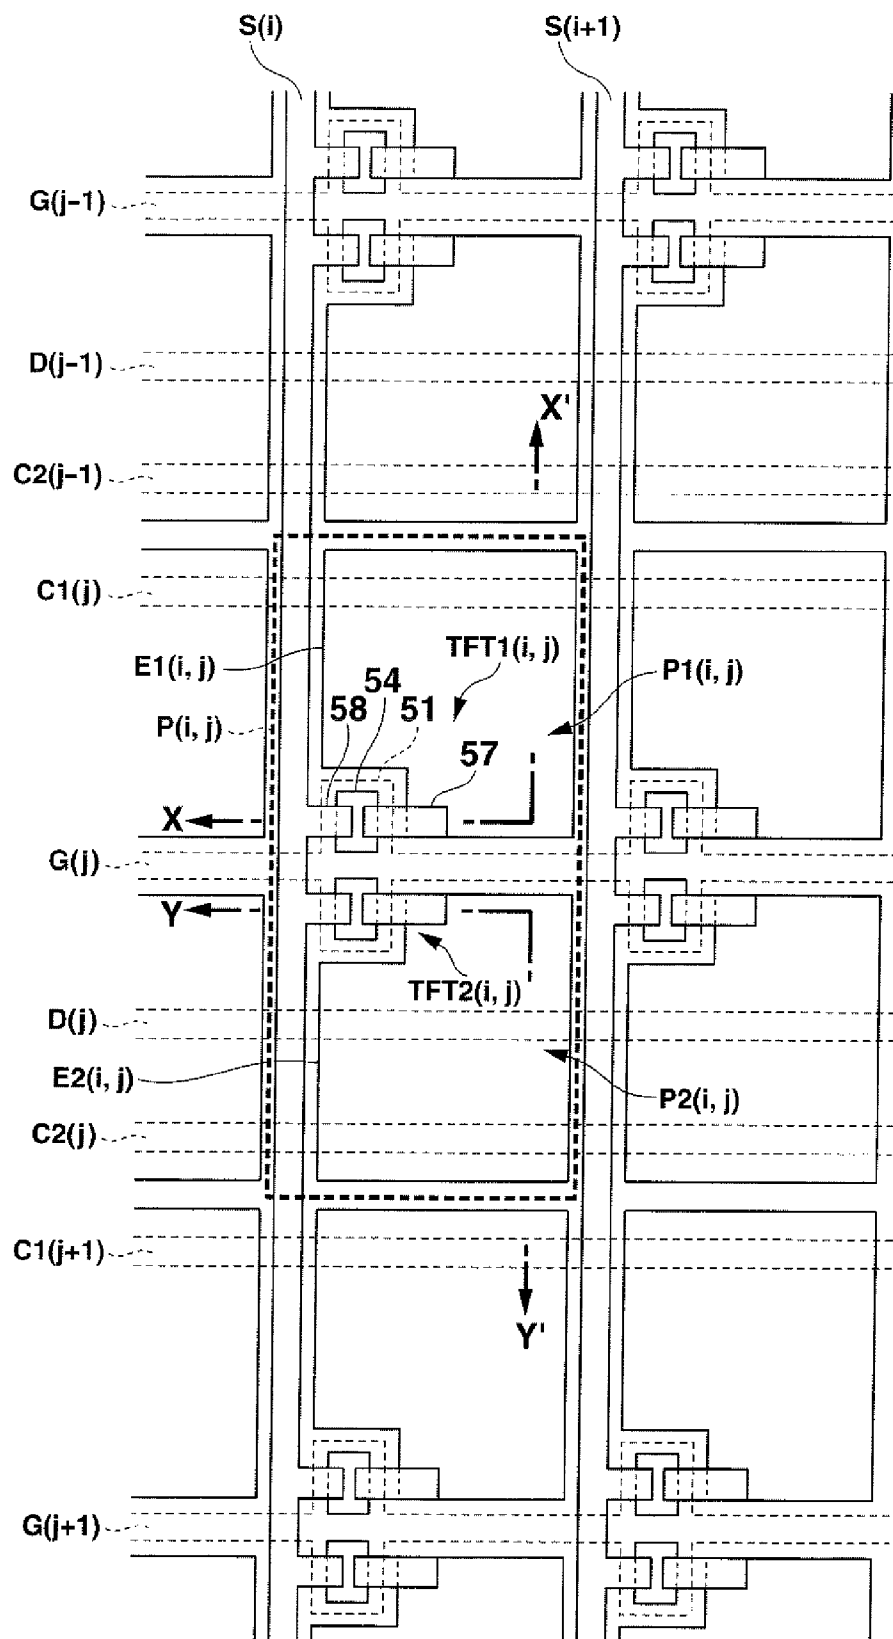 S(i)
S(i+1)
G(j-1)
D(j-1)
X'
C2(j-1)
C1(j)
E1(i, j)
TFT1(i, j)
P1(i, j)
54
58
51
P(i, j)
57
X
G(j)
Y
TFT2(i, j)
D(j)
E2(i, j)
P2(i, j)
C2(j)
C1(j+1)
Y'
G(j+1)